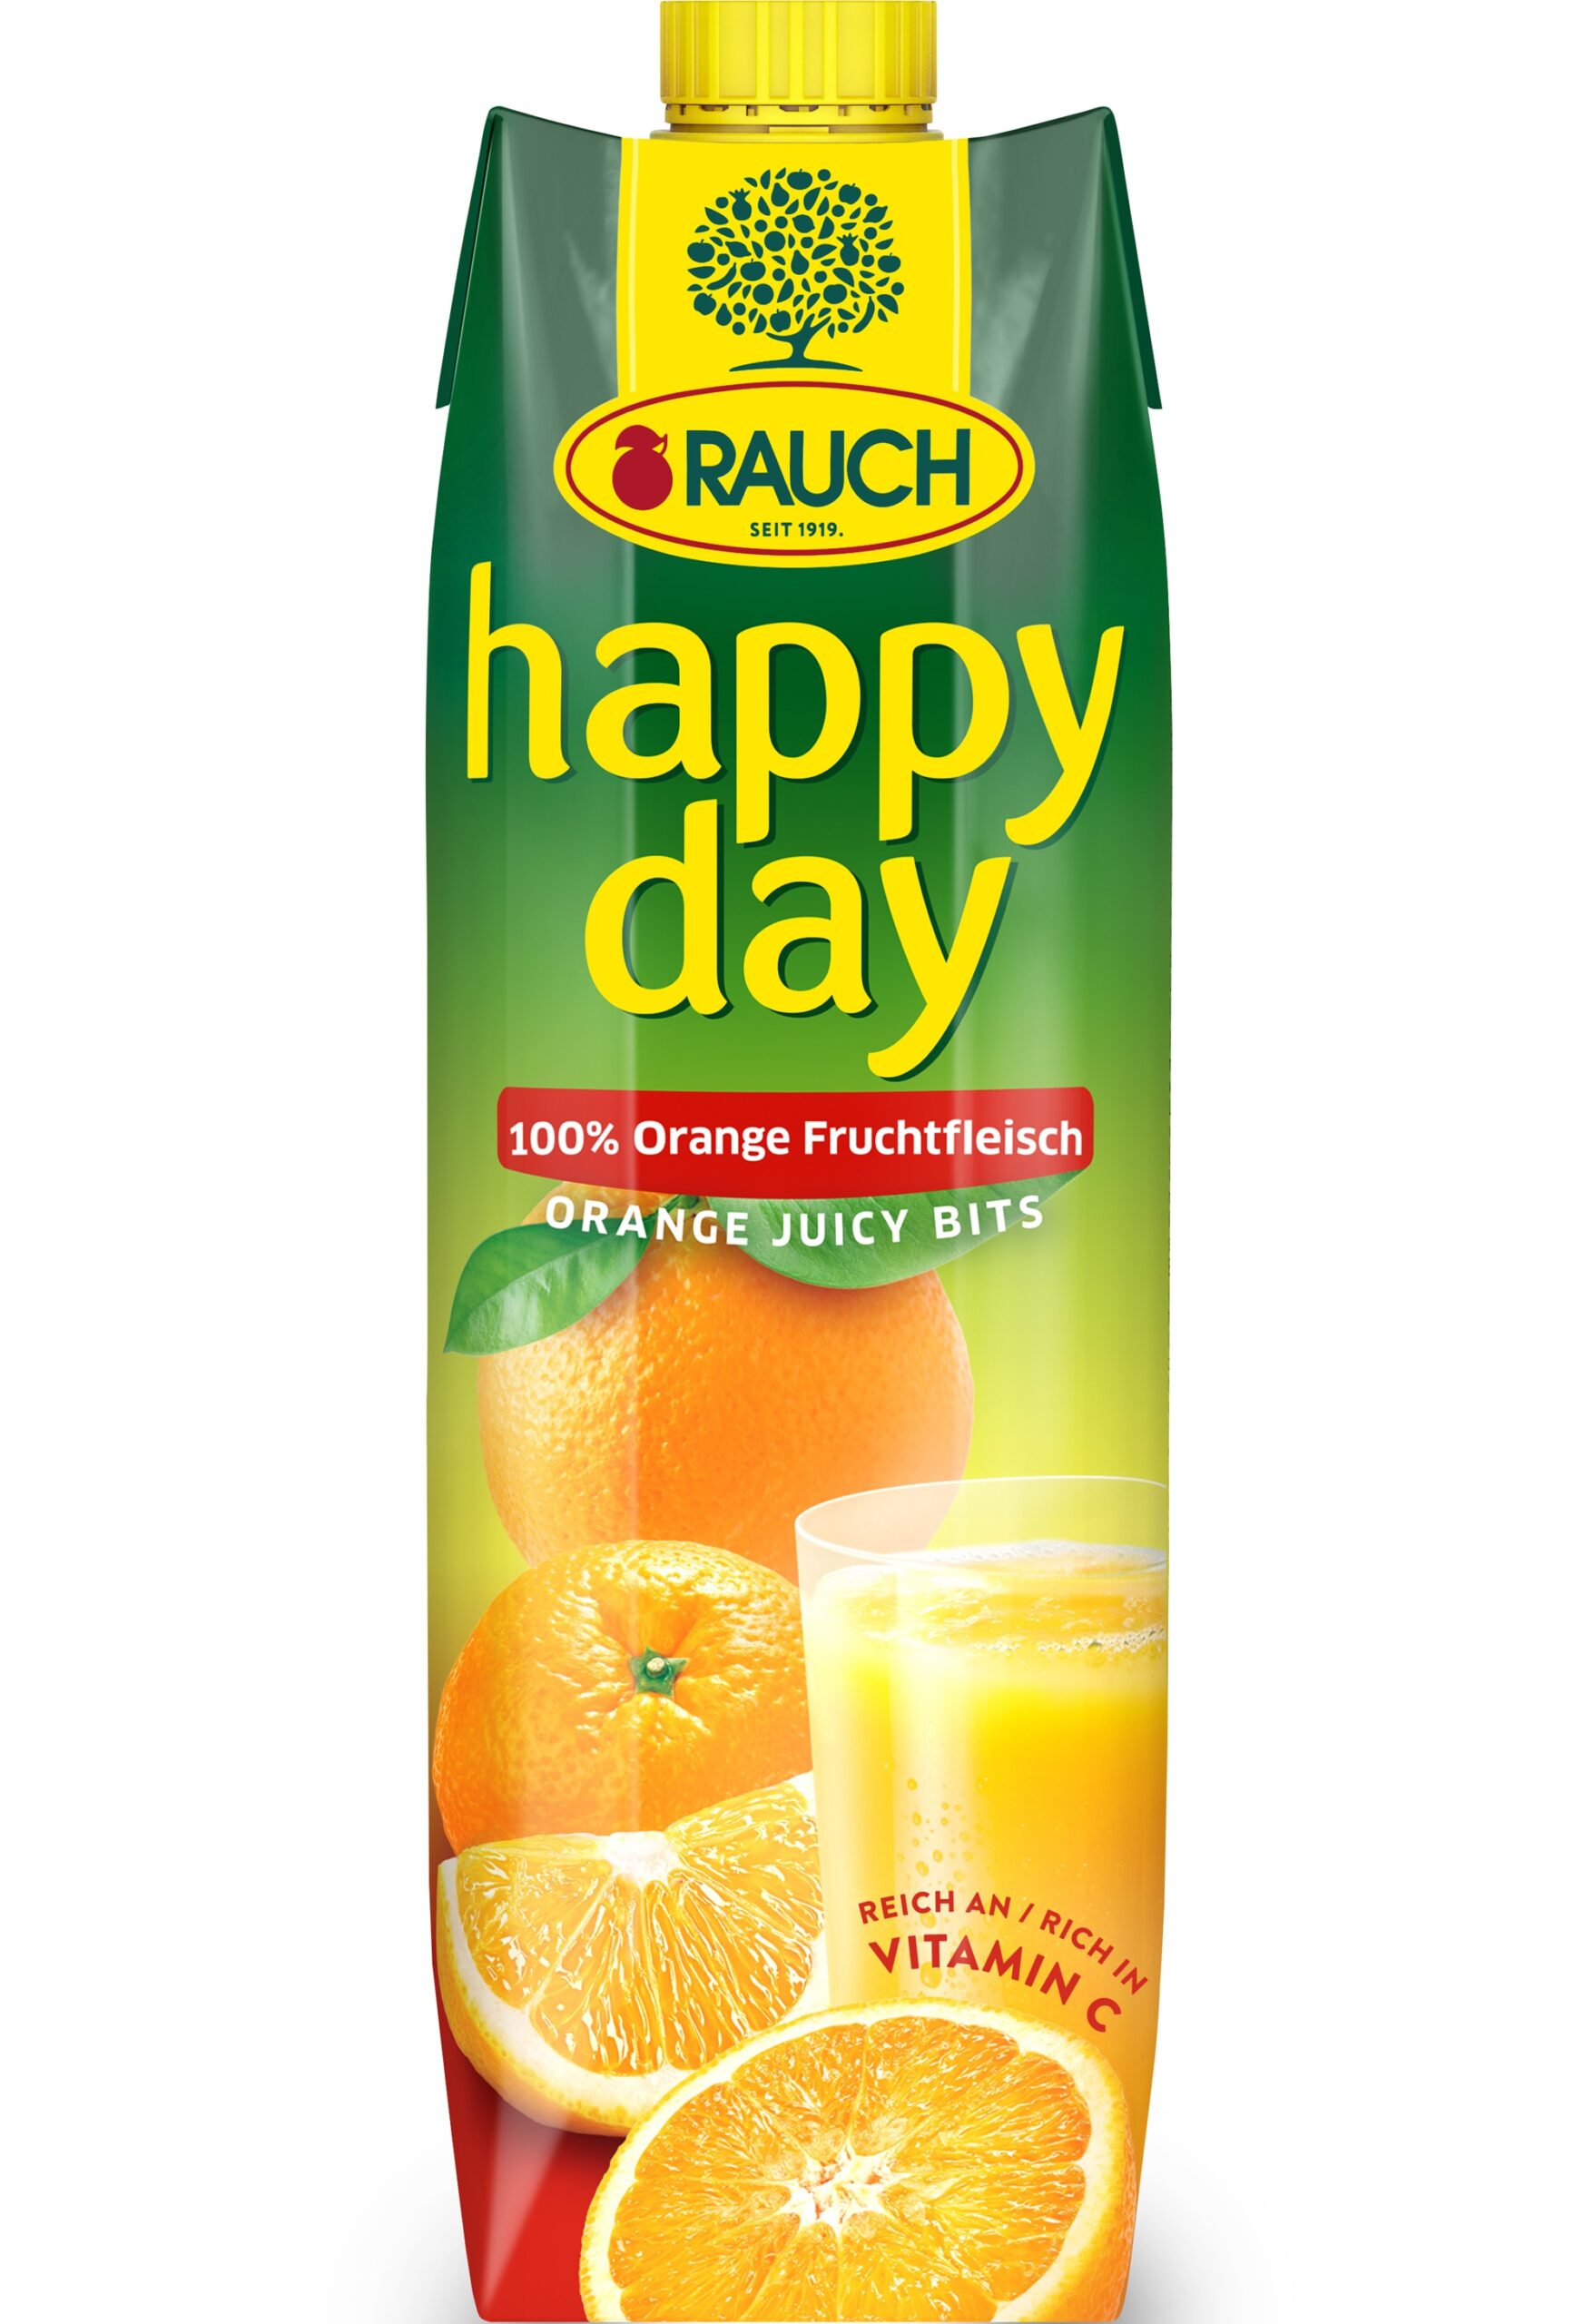 RAUCH
SEIT 1919.
happy
day
100% Orange Fruchtfleisch
ORANGE JUICY BITS
REICH AN / RICH IN
VITAMIN C